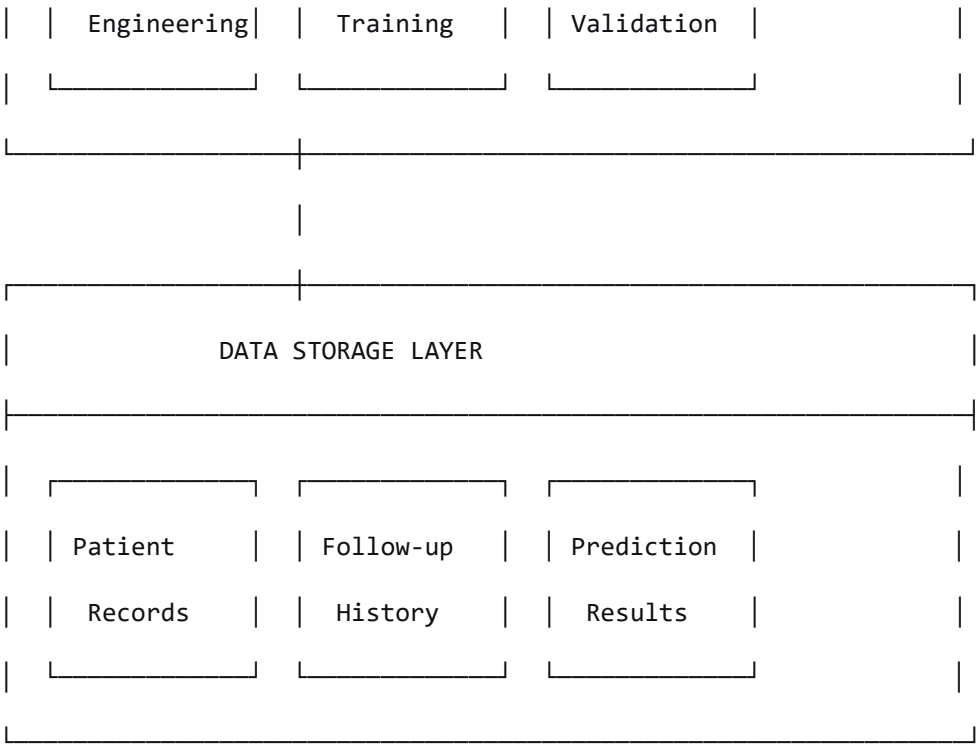 Engineering Training Validation
DATA STORAGE LAYER
Patient Follow-up Prediction
Records History Results